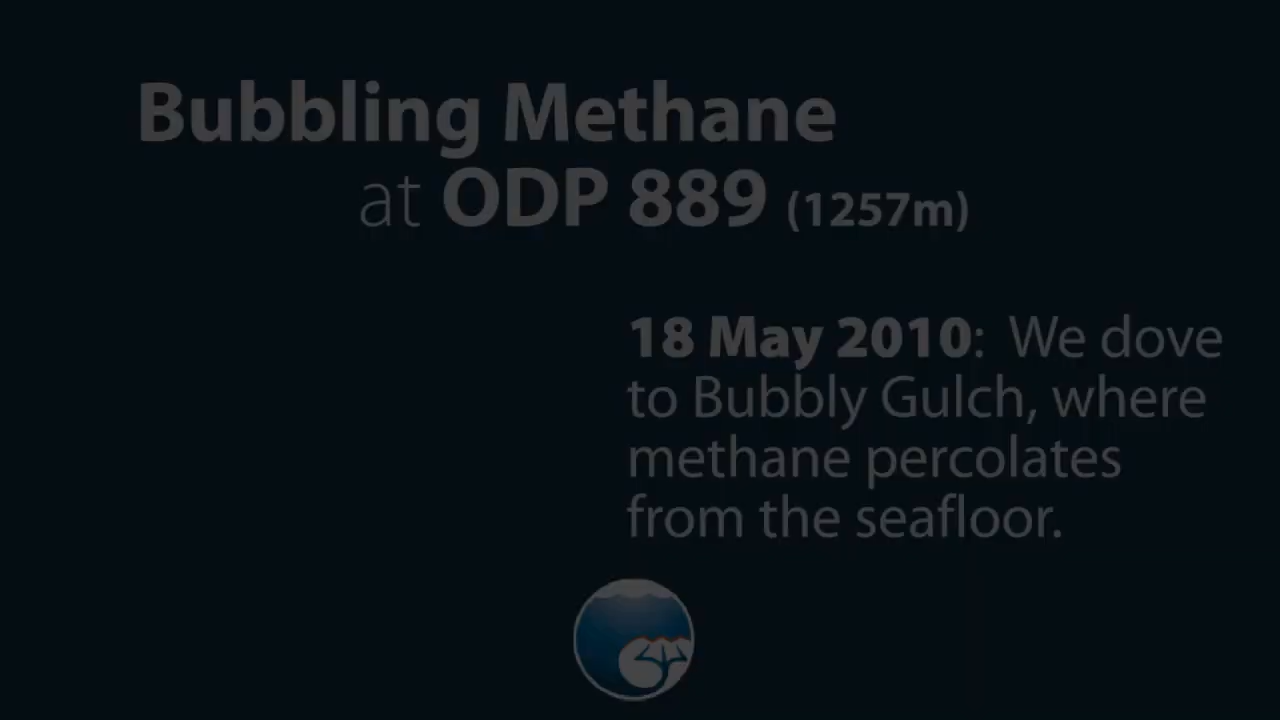 Bubbling Methane
at ODP 889 (1257m)
18 May 2010: We dove
to Bubbly Gulch, where
methane percolates
from the seafloor.